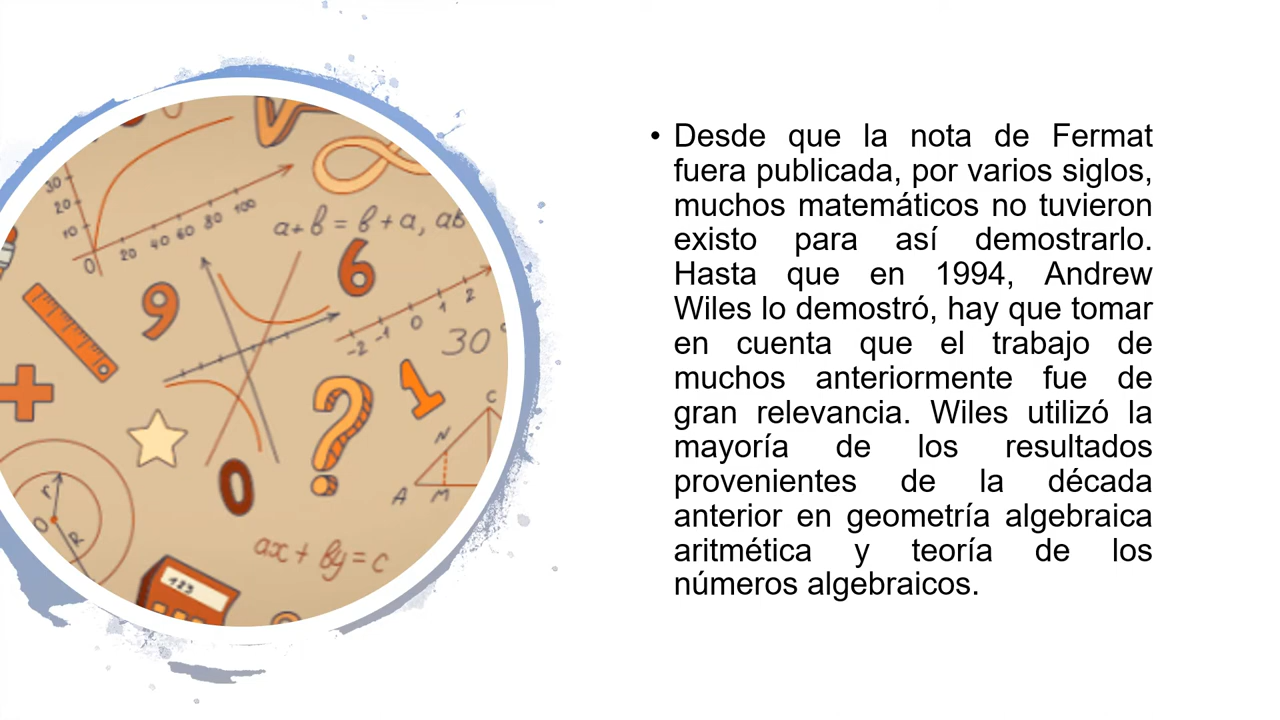 30
20
10
0
20 40 60 80 100
a+b=b+a, ab
9
6
-2 -1 0 1 2
30°
1
?
0
C
N
A M
r
O
R
ax+by=c
123
• Desde que la nota de Fermat
fuera publicada, por varios siglos,
muchos matemáticos no tuvieron
existo para así demostrarlo.
Hasta que en 1994, Andrew
Wiles lo demostró, hay que tomar
en cuenta que el trabajo de
muchos anteriormente fue de
gran relevancia. Wiles utilizó la
mayoría de los resultados
provenientes de la década
anterior en geometría algebraica
aritmética y teoría de los
números algebraicos.